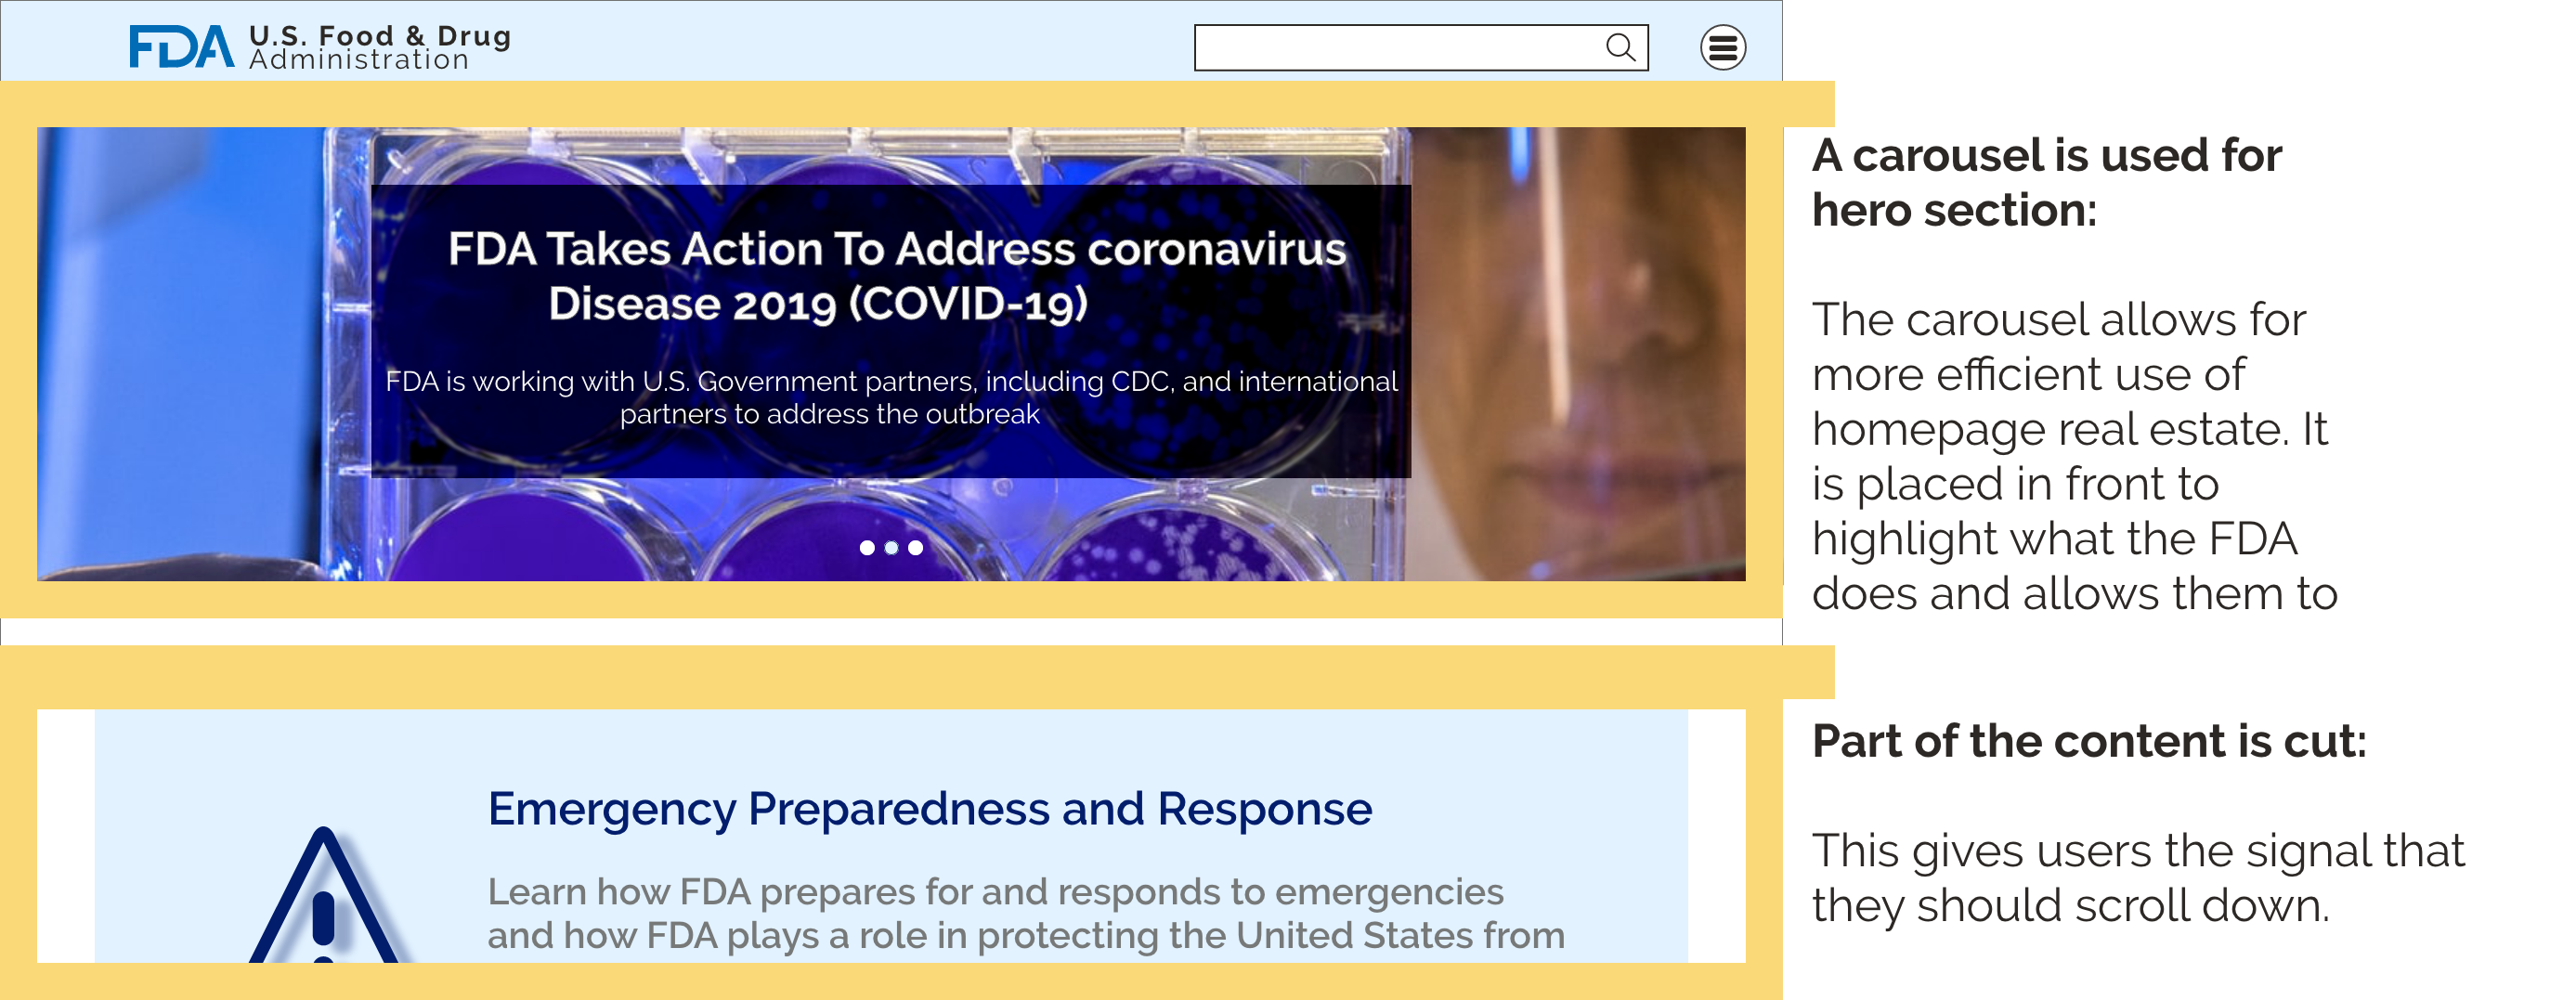 FDA U.S. Food & Drug
Administration
FDA Takes Action To Address coronavirus
Disease 2019 (COVID-19)
FDA is working with U.S. Government partners, including CDC, and international
partners to address the outbreak
A carousel is used for
hero section:
The carousel allows for
more efficient use of
homepage real estate. It
is placed in front to
highlight what the FDA
does and allows them to
Emergency Preparedness and Response
Learn how FDA prepares for and responds to emergencies
and how FDA plays a role in protecting the United States from
Part of the content is cut:
This gives users the signal that
they should scroll down.